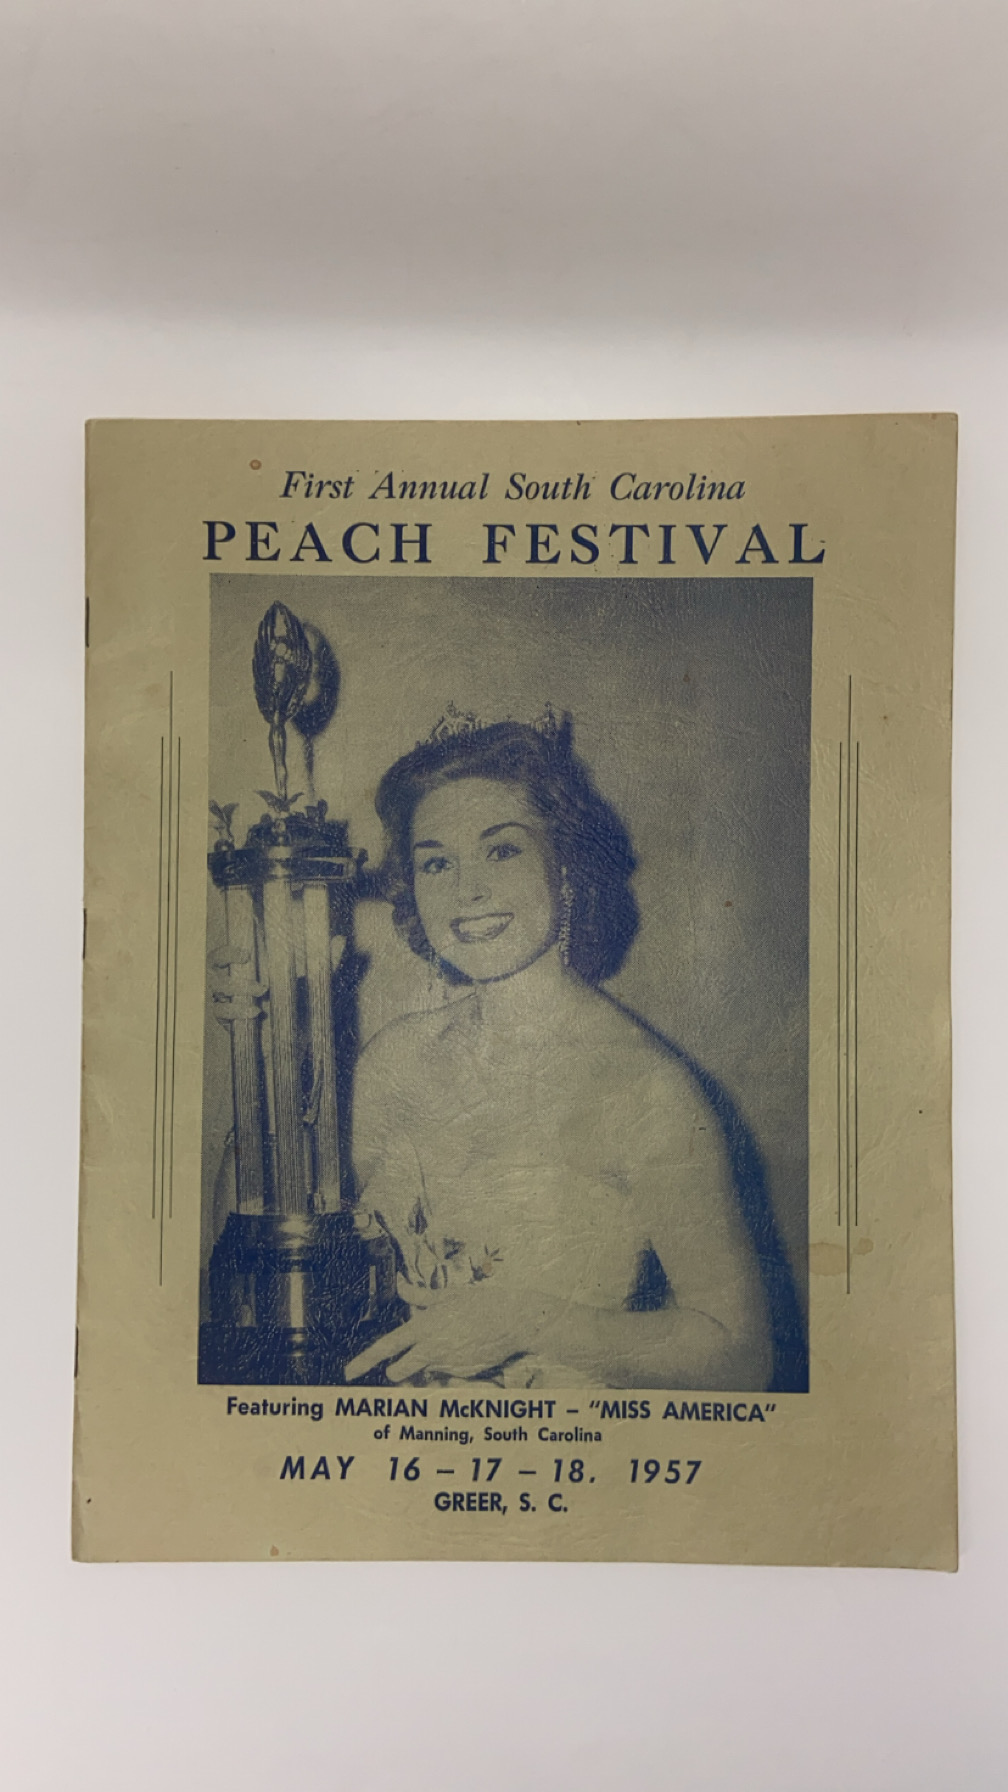 First Annual South Carolina
PEACH FESTIVAL
Featuring MARIAN McKNIGHT – "MISS AMERICA"
of Manning, South Carolina
MAY 16 – 17 – 18. 1957
GREER, S. C.